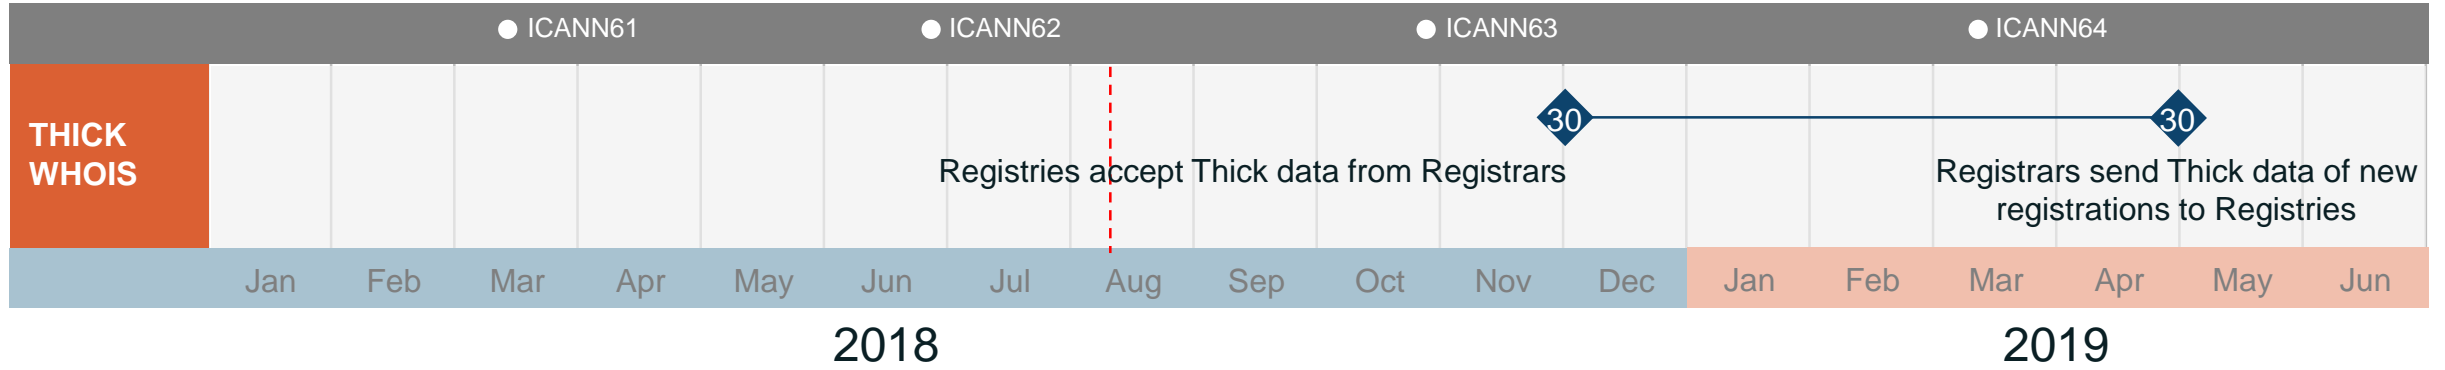 ICANN61 ICANN62 ICANN63 ICANN64
THICK
WHOIS
30 30
Registries accept Thick data from Registrars
Registrars send Thick data of new
registrations to Registries
Jan Feb Mar Apr May Jun Jul Aug Sep Oct Nov Dec Jan Feb Mar Apr May Jun
2018 2019